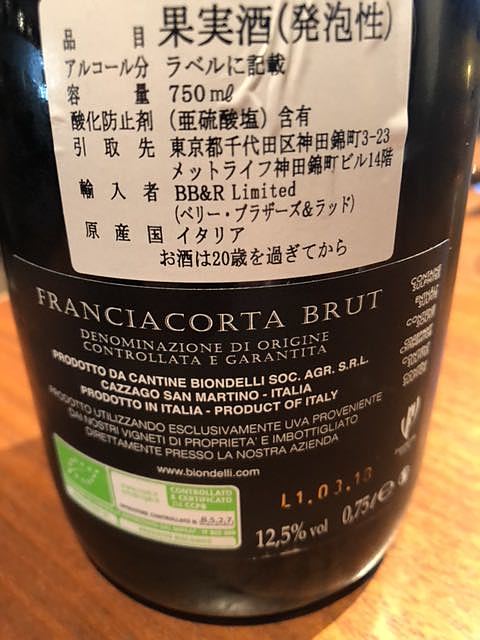 品 目 果実酒(発泡性)
アルコール分 ラベルに記載
容 量 750mℓ
酸化防止剤 (亜硫酸塩) 含有
引 取 先 東京都千代田区神田錦町3-23
メットライフ神田錦町ビル14階
輸 入 者 BB&R Limited
(ベリー・ブラザーズ&ラッド)
原 産 国 イタリア
お酒は20歳を過ぎてから
FRANCIACORTA BRUT
DENOMINAZIONE DI ORIGINE
CONTROLLATA E GARANTITA
PRODOTTO DA CANTINE BIONDELLI SOC. AGR. S.R.L.
CAZZAGO SAN MARTINO - ITALIA
PRODOTTO IN ITALIA - PRODUCT OF ITALY
PRODOTTO UTILIZZANDO ESCLUSIVAMENTE UVA PROVENIENTE
DAI NOSTRI VIGNETI DI PROPRIETA' E IMBOTTIGLIATO
DIRETTAMENTE PRESSO LA NOSTRA AZIENDA
www.biondelli.com
CONTROLLATO
E CERTIFICATO
DA CCPB
OPERATORE CONTROLLATO N. B.527.
L1.03.13
12,5% vol 0,75 ℓ e